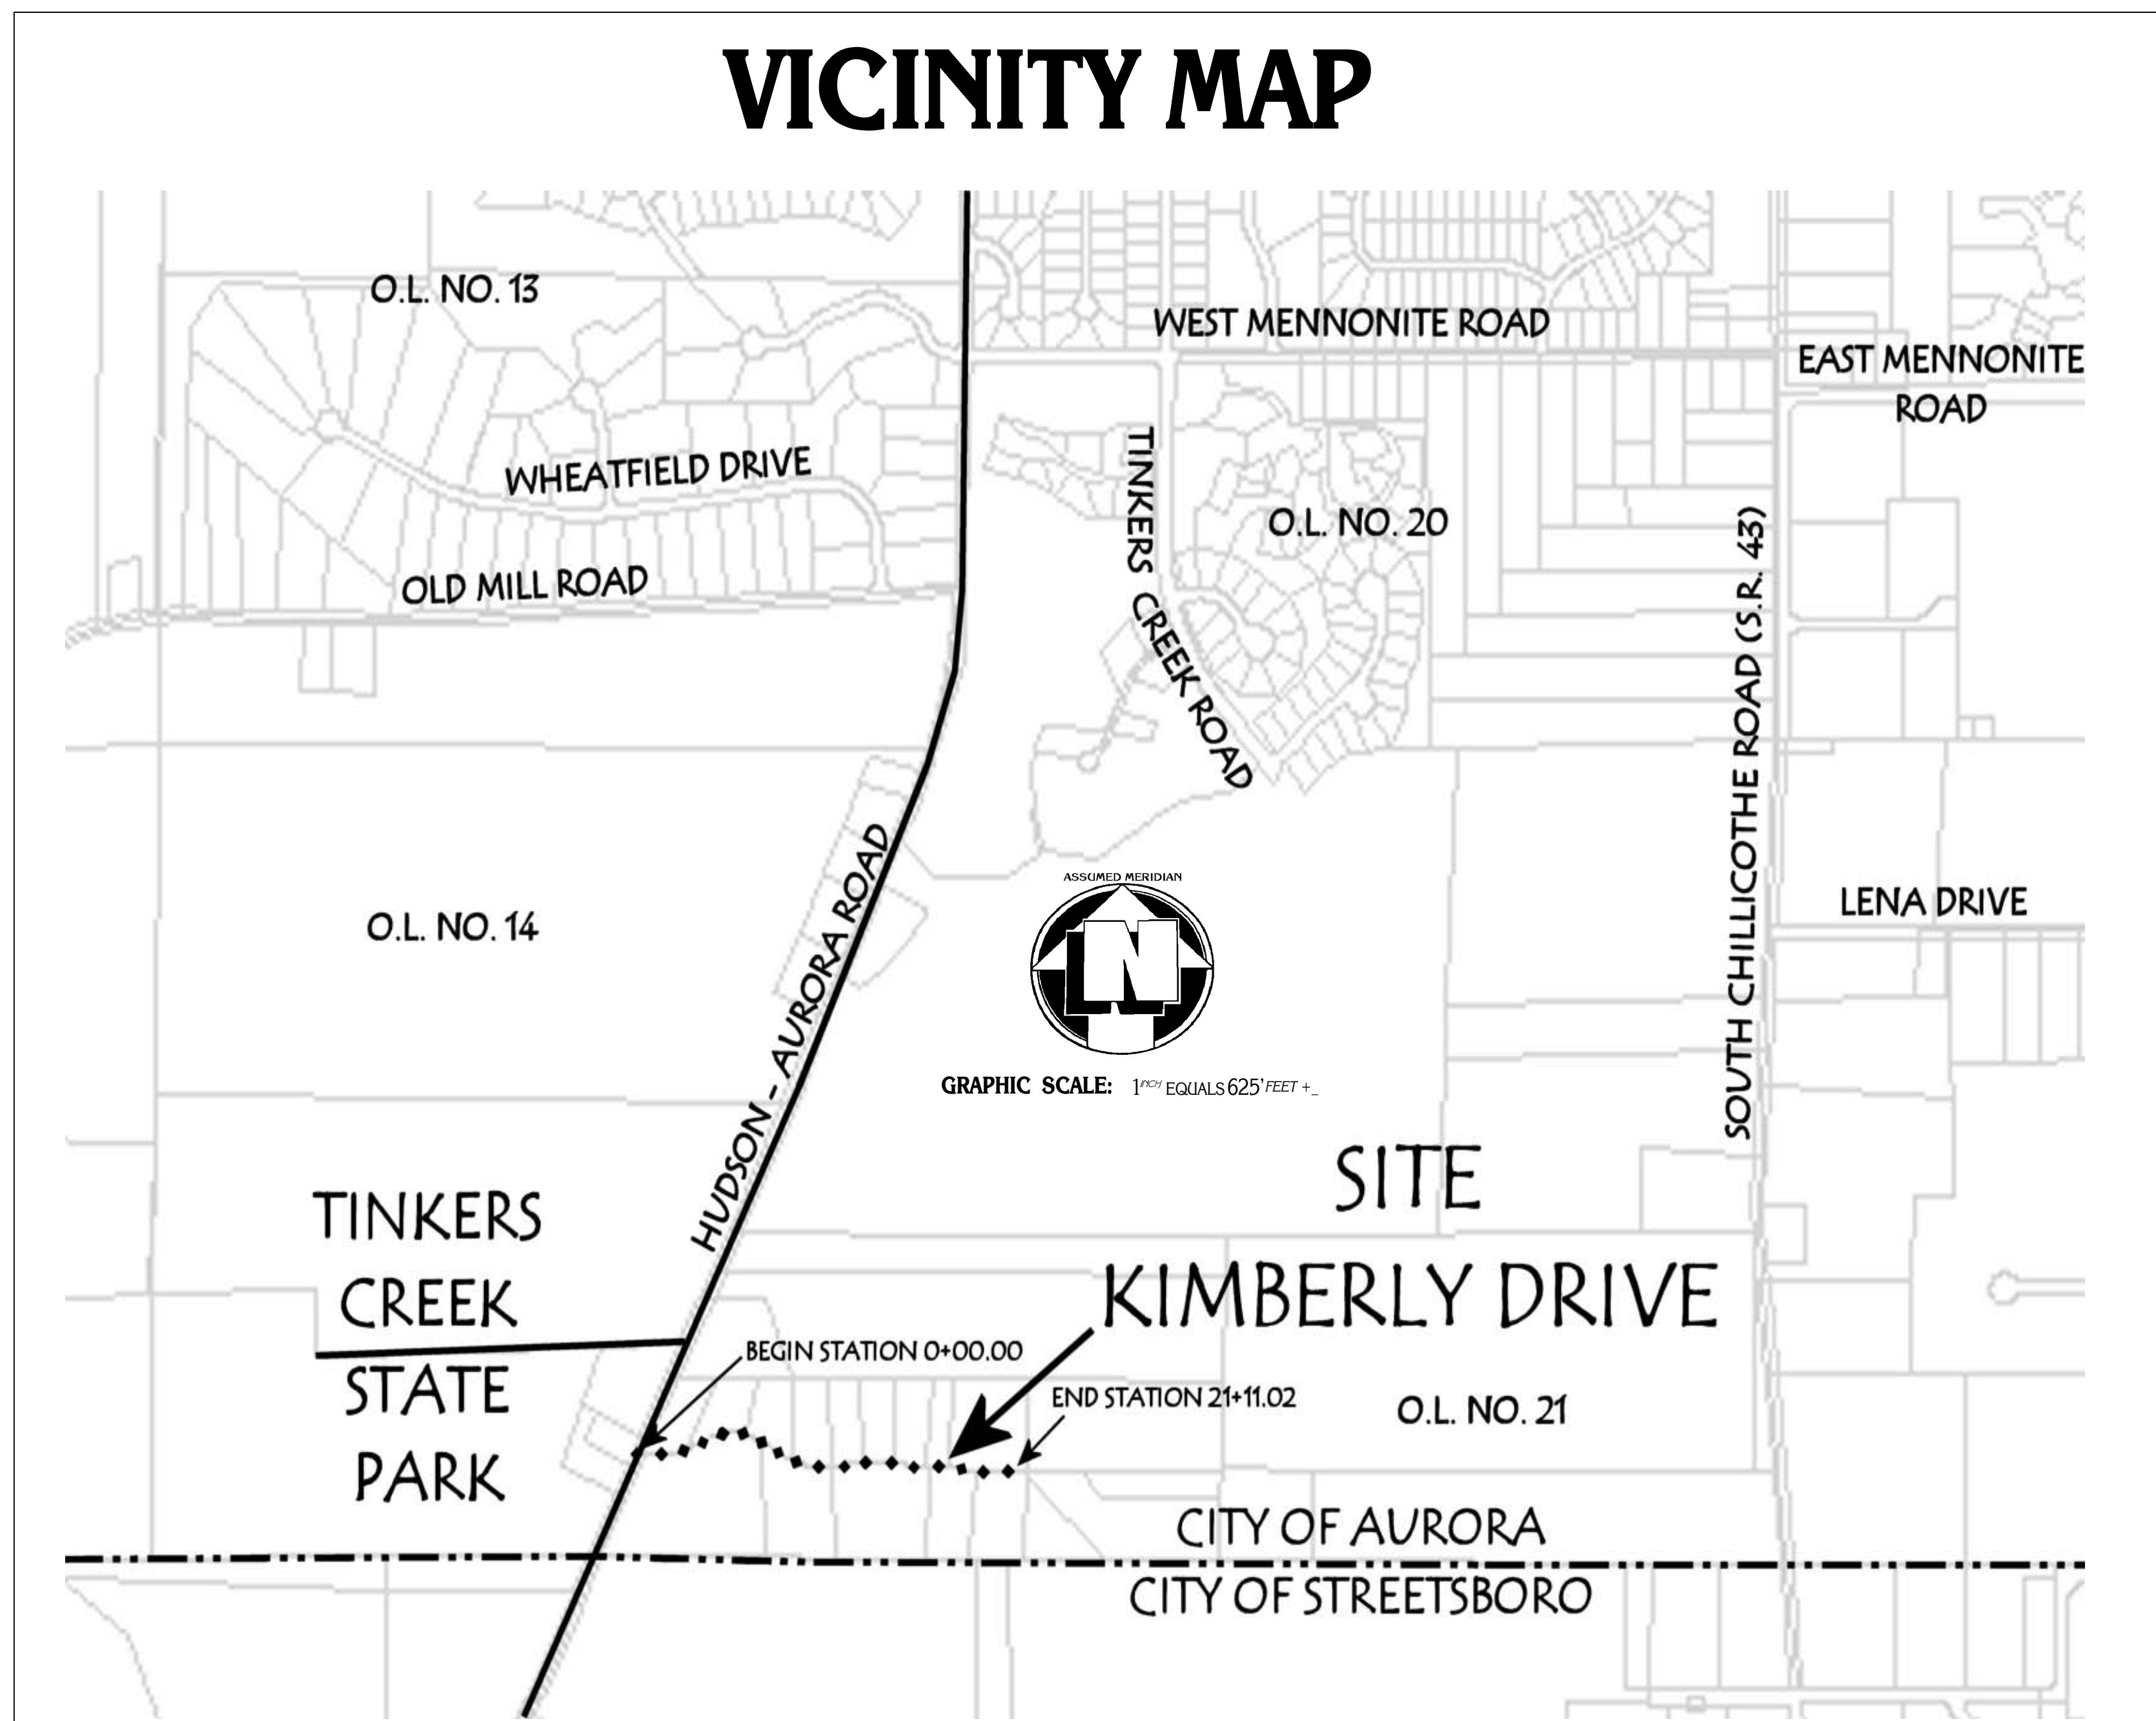 VICINITY MAP
O.L. NO. 13
WEST MENNONITE ROAD
EAST MENNONITE
ROAD
WHEATFIELD DRIVE
TINKERS CREEK ROAD
O.L. NO. 20
OLD MILL ROAD
SOUTH CHILLICOTHE ROAD (S.R. 43)
HUDSON - AURORA ROAD
ASSUMED MERIDIAN
N
LENA DRIVE
O.L. NO. 14
GRAPHIC SCALE: 1 INCH EQUALS 625' FEET +_
SITE
TINKERS
CREEK
STATE
PARK
KIMBERLY DRIVE
BEGIN STATION 0+00.00
END STATION 21+11.02
O.L. NO. 21
CITY OF AURORA
CITY OF STREETSBORO